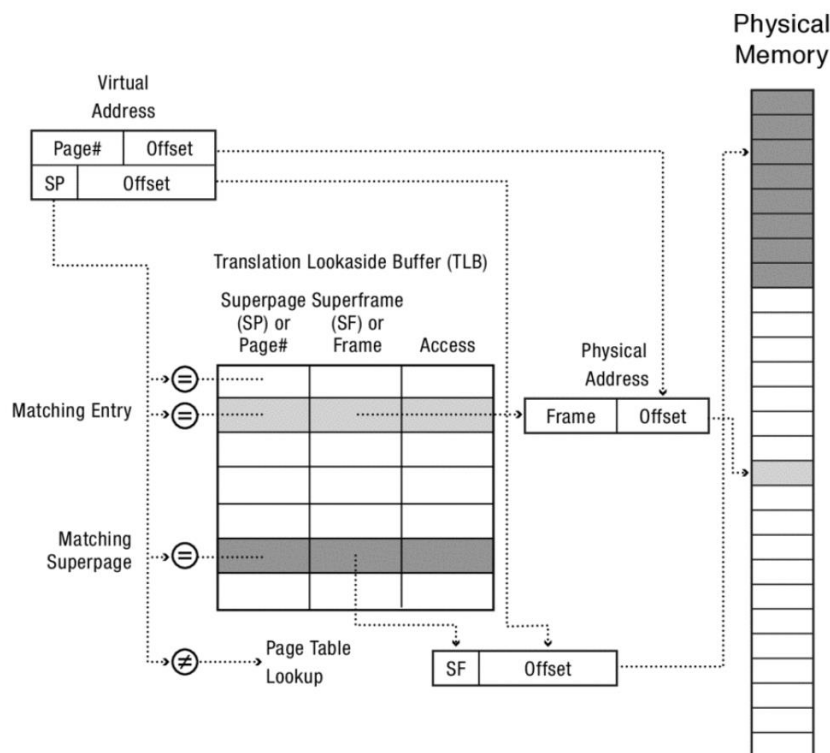 Physical
Memory
Virtual
Address
Page# Offset
SP Offset
Translation Lookaside Buffer (TLB)
Superpage Superframe
(SP) or (SF) or
Page# Frame Access
Physical
Address
=
Matching Entry = Frame Offset
Matching
Superpage =
≠ Page Table
Lookup
SF Offset